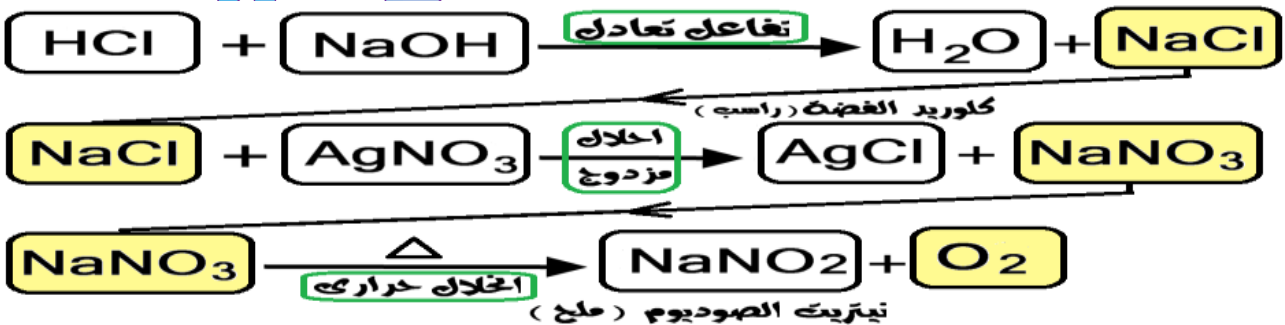 HCl + NaOH تفاعل تعادل H₂O + NaCl
كلوريد الفضة (راسب)
NaCl + AgNO₃ احلال مزدوج AgCl + NaNO₃
NaNO₃ △ انحلال حرارى NaNO2 + O₂
نيتريت الصوديوم (ملح)